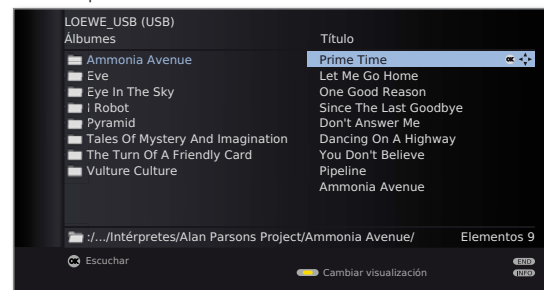 LOEWE_USB (USB)
Álbumes
Título
Ammonia Avenue
Eve
Eye In The Sky
I Robot
Pyramid
Tales Of Mystery And Imagination
The Turn Of A Friendly Card
Vulture Culture
Prime Time OK
Let Me Go Home
One Good Reason
Since The Last Goodbye
Don't Answer Me
Dancing On A Highway
You Don't Believe
Pipeline
Ammonia Avenue
:/.../Intérpretes/Alan Parsons Project/Ammonia Avenue/ Elementos 9
OK Escuchar
END
Cambiar visualización
INFO